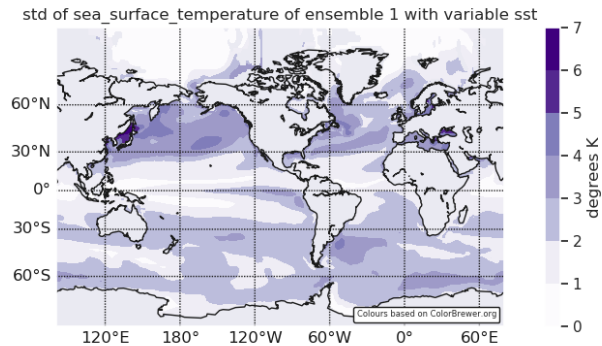 std of sea_surface_temperature of ensemble 1 with variable sst
7
6
5
4
3
2
1
0
degrees K
60°N
30°N
0°
30°S
60°S
Colours based on ColorBrewer.org
120°E 180° 120°W 60°W 0° 60°E